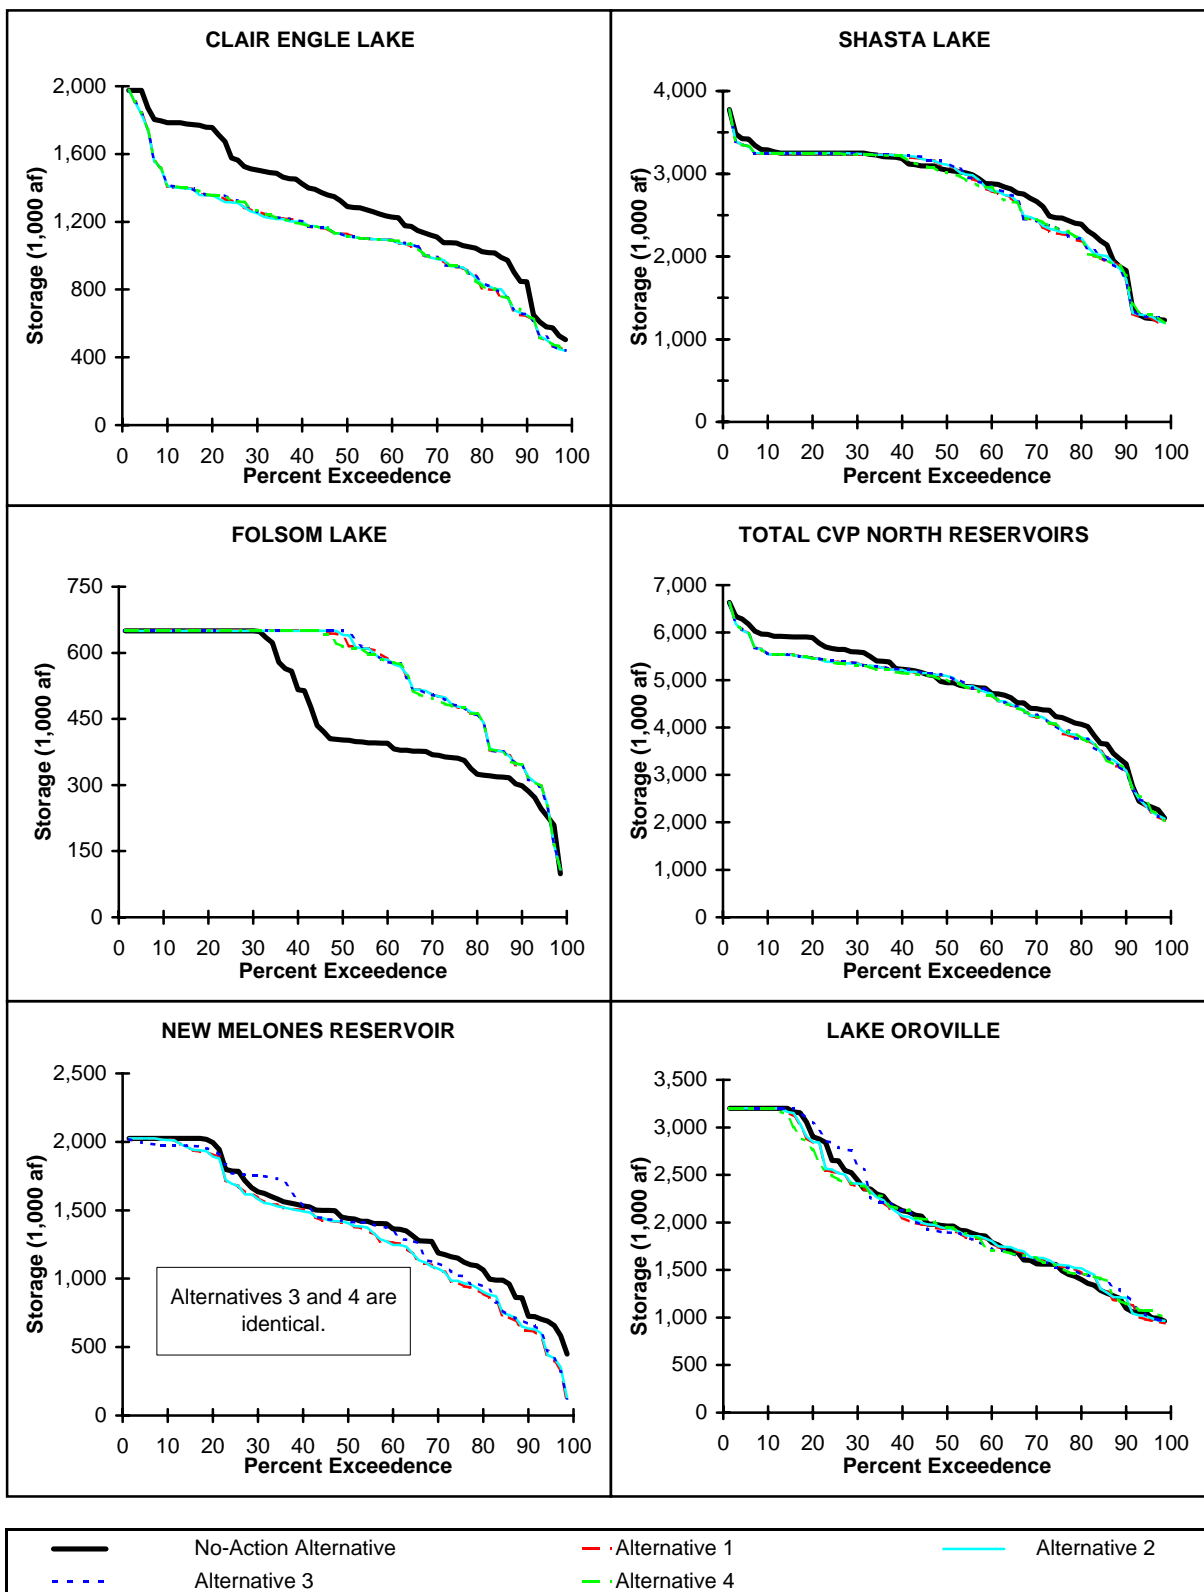 CLAIR ENGLE LAKE
Storage (1,000 af)
2,000
1,600
1,200
800
400
0
0 10 20 30 40 50 60 70 80 90 100
Percent Exceedence
SHASTA LAKE
Storage (1,000 af)
4,000
3,000
2,000
1,000
0
0 10 20 30 40 50 60 70 80 90 100
Percent Exceedence
FOLSOM LAKE
Storage (1,000 af)
750
600
450
300
150
0
0 10 20 30 40 50 60 70 80 90 100
Percent Exceedence
TOTAL CVP NORTH RESERVOIRS
Storage (1,000 af)
7,000
6,000
5,000
4,000
3,000
2,000
1,000
0
0 10 20 30 40 50 60 70 80 90 100
Percent Exceedence
NEW MELONES RESERVOIR
Storage (1,000 af)
2,500
2,000
1,500
1,000
500
0
Alternatives 3 and 4 are
identical.
0 10 20 30 40 50 60 70 80 90 100
Percent Exceedence
LAKE OROVILLE
Storage (1,000 af)
3,500
3,000
2,500
2,000
1,500
1,000
500
0
0 10 20 30 40 50 60 70 80 90 100
Percent Exceedence
No-Action Alternative
Alternative 1
Alternative 2
Alternative 3
Alternative 4